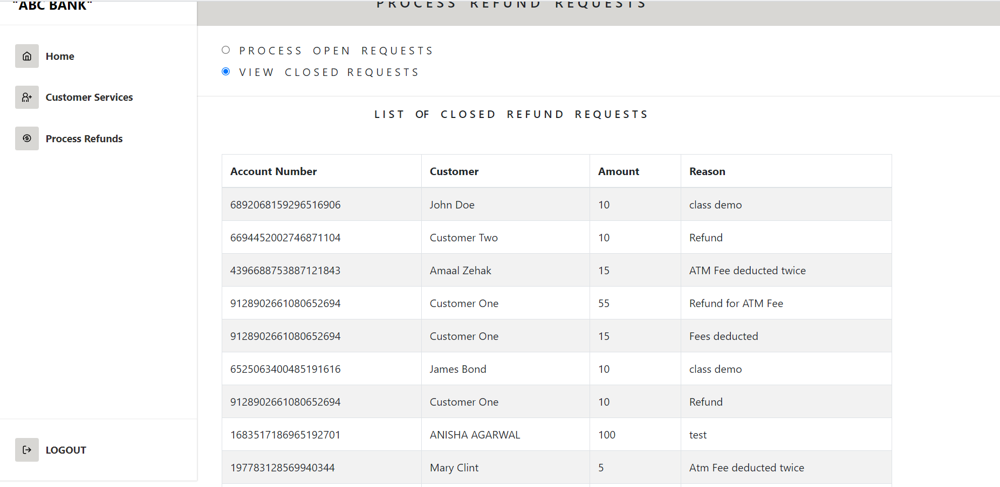 "ABC BANK"
Home
Customer Services
Process Refunds
LOGOUT
PROCESS REFUND REQUESTS
PROCESS OPEN REQUESTS
VIEW CLOSED REQUESTS
LIST OF CLOSED REFUND REQUESTS
Account Number Customer Amount Reason
6892068159296516906 John Doe 10 class demo
6694452002746871104 Customer Two 10 Refund
4396688753887121843 Amaal Zehak 15 ATM Fee deducted twice
9128902661080652694 Customer One 55 Refund for ATM Fee
9128902661080652694 Customer One 15 Fees deducted
6525063400485191616 James Bond 10 class demo
9128902661080652694 Customer One 10 Refund
1683517186965192701 ANISHA AGARWAL 100 test
197783128569940344 Mary Clint 5 Atm Fee deducted twice